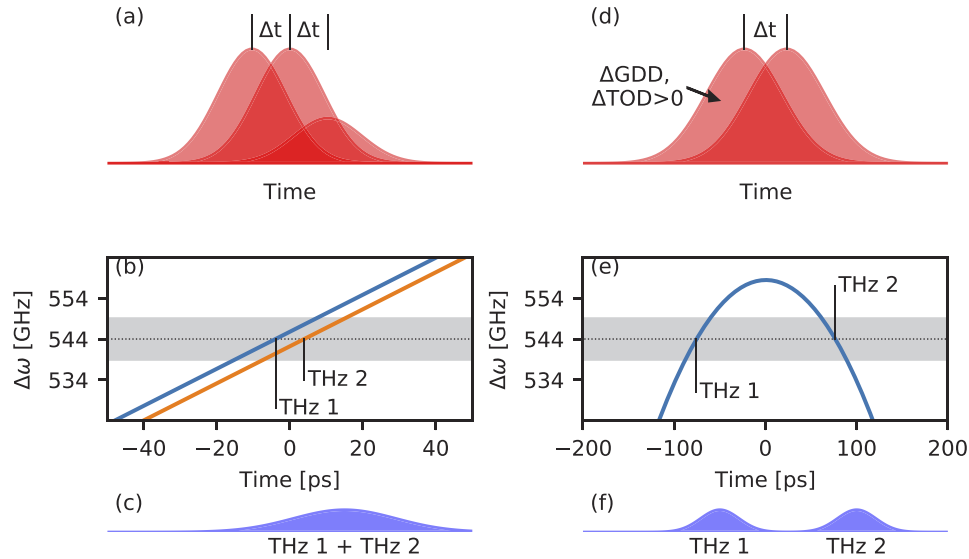 (a)
Δt Δt
Time
(d)
Δt
ΔGDD,
ΔTOD>0
Time
(b)
Δω [GHz]
554
544
534
THz 2
THz 1
−40 −20 0 20 40
Time [ps]
(e)
Δω [GHz]
554
544
534
THz 2
THz 1
−200 −100 0 100 200
Time [ps]
(c)
THz 1 + THz 2
(f)
THz 1 THz 2